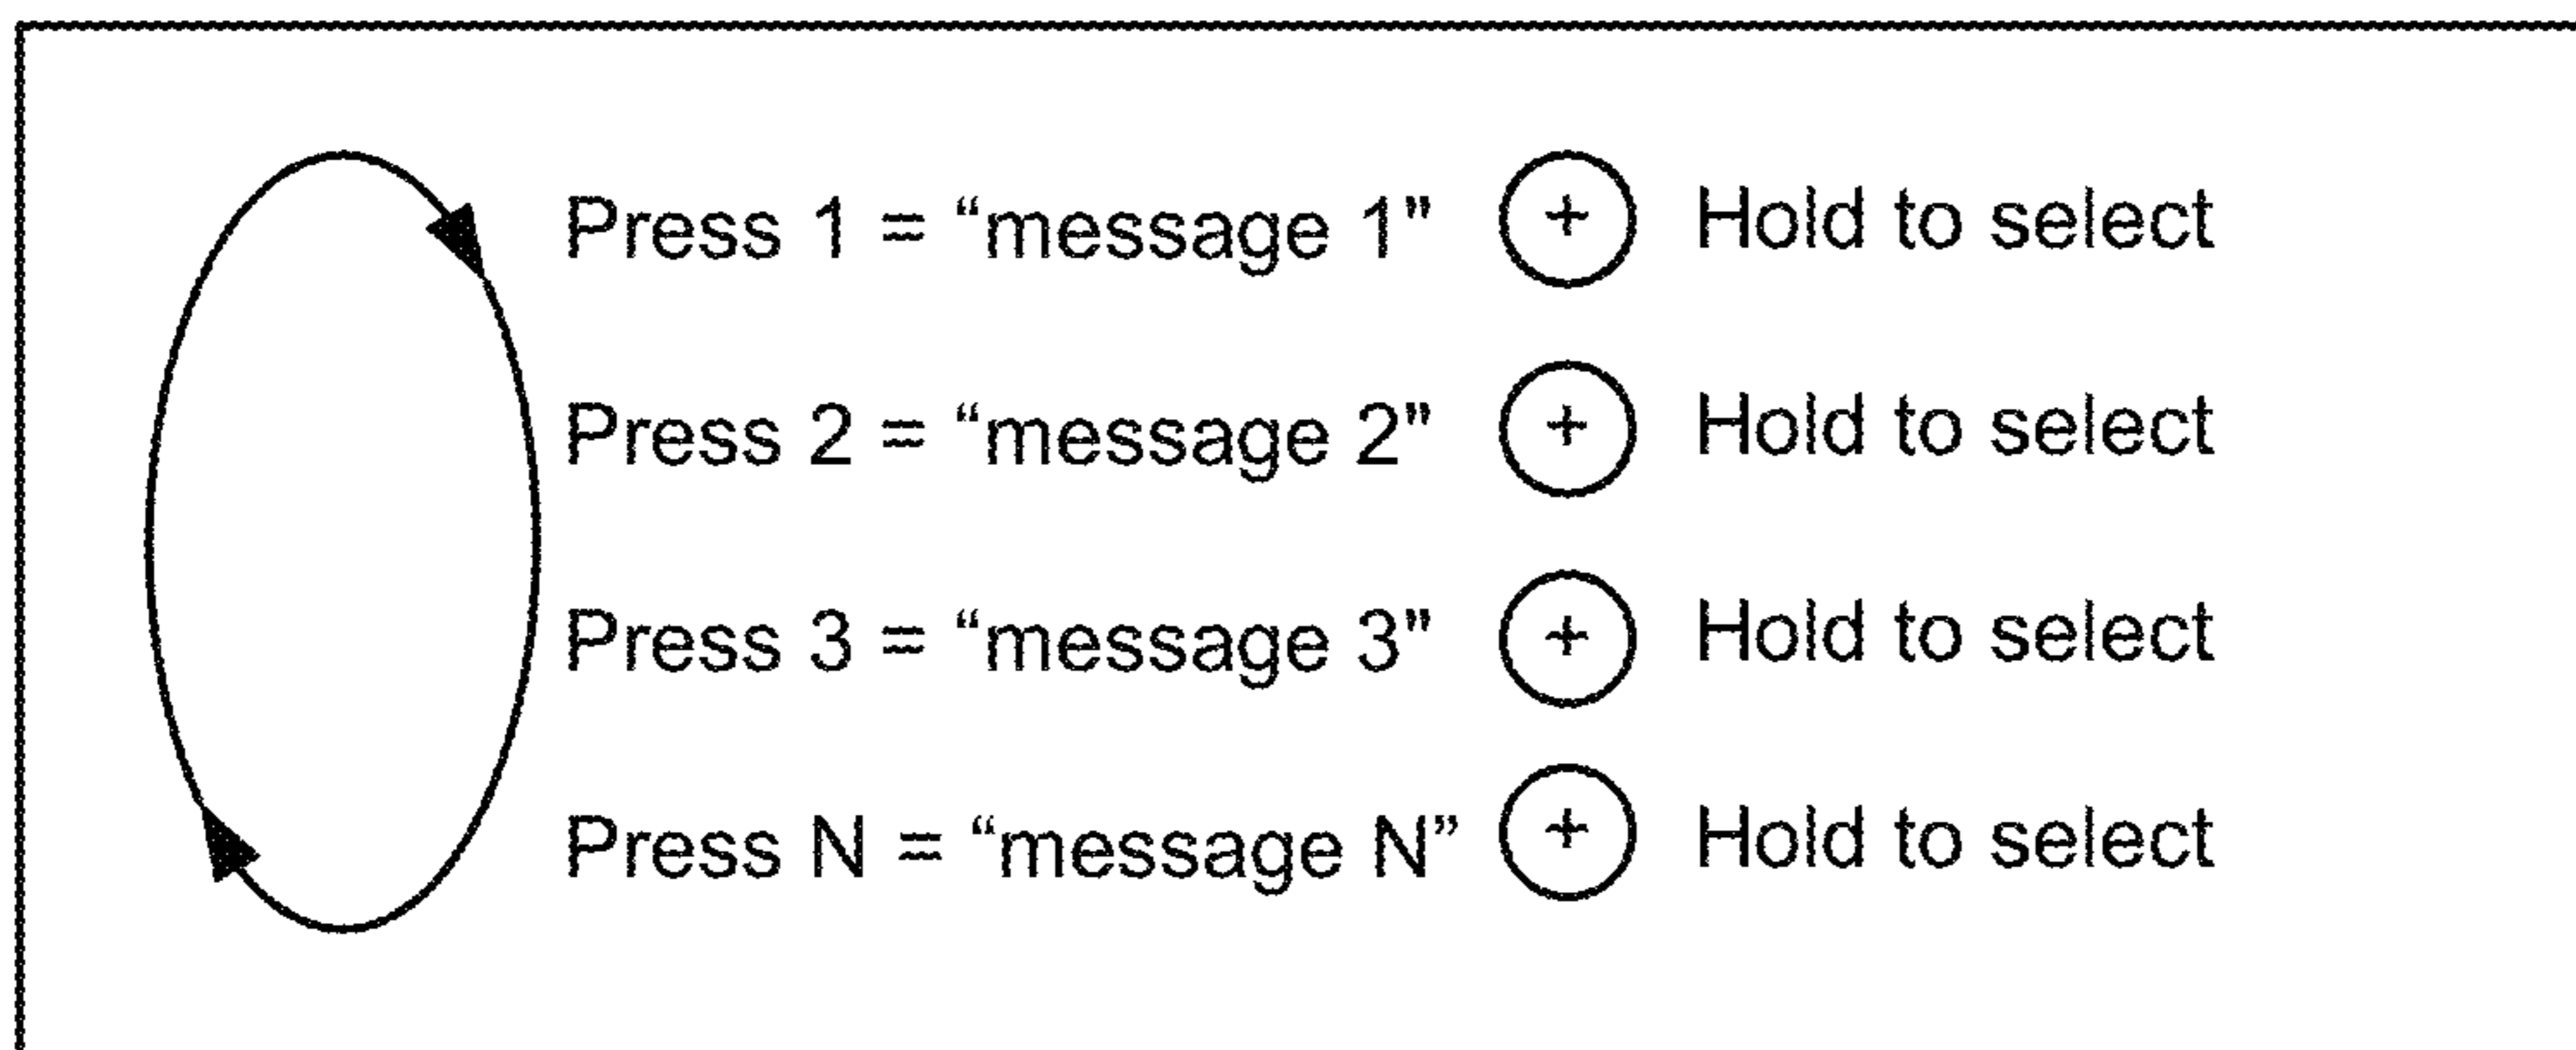 Press 1 = “message 1” + Hold to select
Press 2 = “message 2” + Hold to select
Press 3 = “message 3” + Hold to select
Press N = “message N” + Hold to select